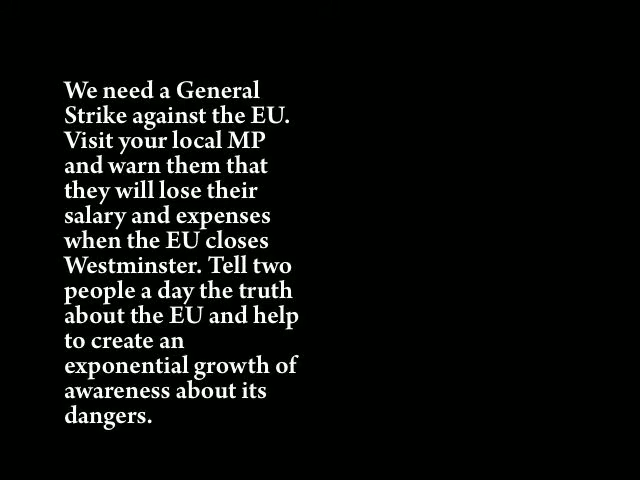 We need a General
Strike against the EU.
Visit your local MP
and warn them that
they will lose their
salary and expenses
when the EU closes
Westminster. Tell two
people a day the truth
about the EU and help
to create an
exponential growth of
awareness about its
dangers.